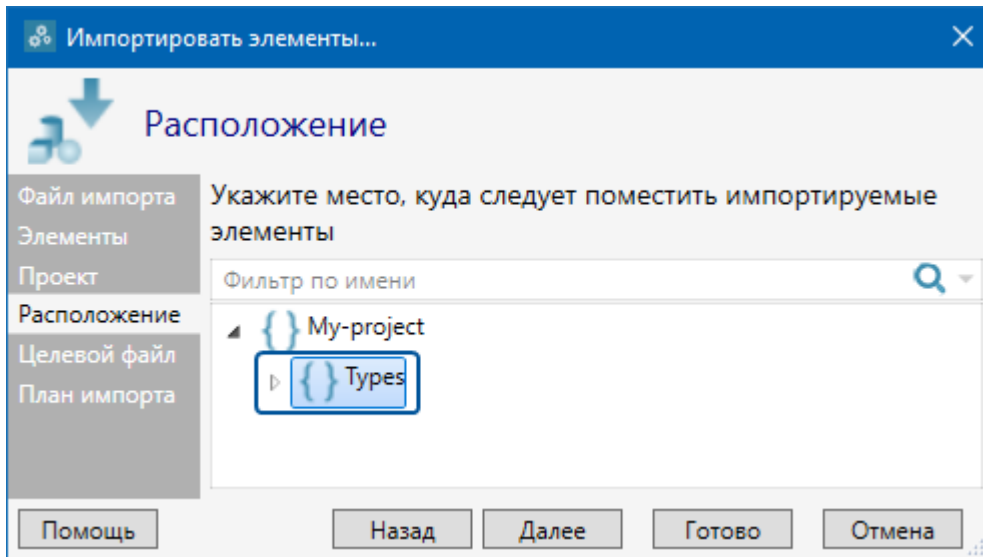 Импортировать элементы...
Расположение
Файл импорта
Элементы
Проект
Расположение
Целевой файл
План импорта
Укажите место, куда следует поместить импортируемые
элементы
Фильтр по имени
{ } My-project
{ } Types
Помощь
Назад
Далее
Готово
Отмена